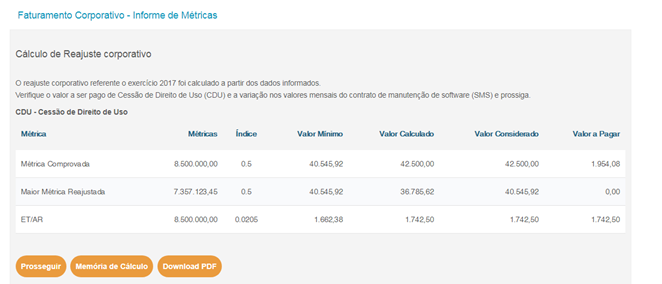 Faturamento Corporativo - Informe de Métricas
Cálculo de Reajuste corporativo
O reajuste corporativo referente o exercício 2017 foi calculado a partir dos dados informados.
Verifique o valor a ser pago de Cessão de Direito de Uso (CDU) e a variação nos valores mensais do contrato de manutenção de software (SMS) e prossiga.
CDU - Cessão de Direito de Uso
Métrica Métricas Índice Valor Mínimo Valor Calculado Valor Considerado Valor a Pagar
Métrica Comprovada 8.500.000,00 0.5 40.545,92 42.500,00 42.500,00 1.954,08
Maior Métrica Reajustada 7.357.123,45 0.5 40.545,92 36.785,62 40.545,92 0,00
ET/AR 8.500.000,00 0.0205 1.662,38 1.742,50 1.742,50 1.742,50
Prosseguir Memória de Cálculo Download PDF